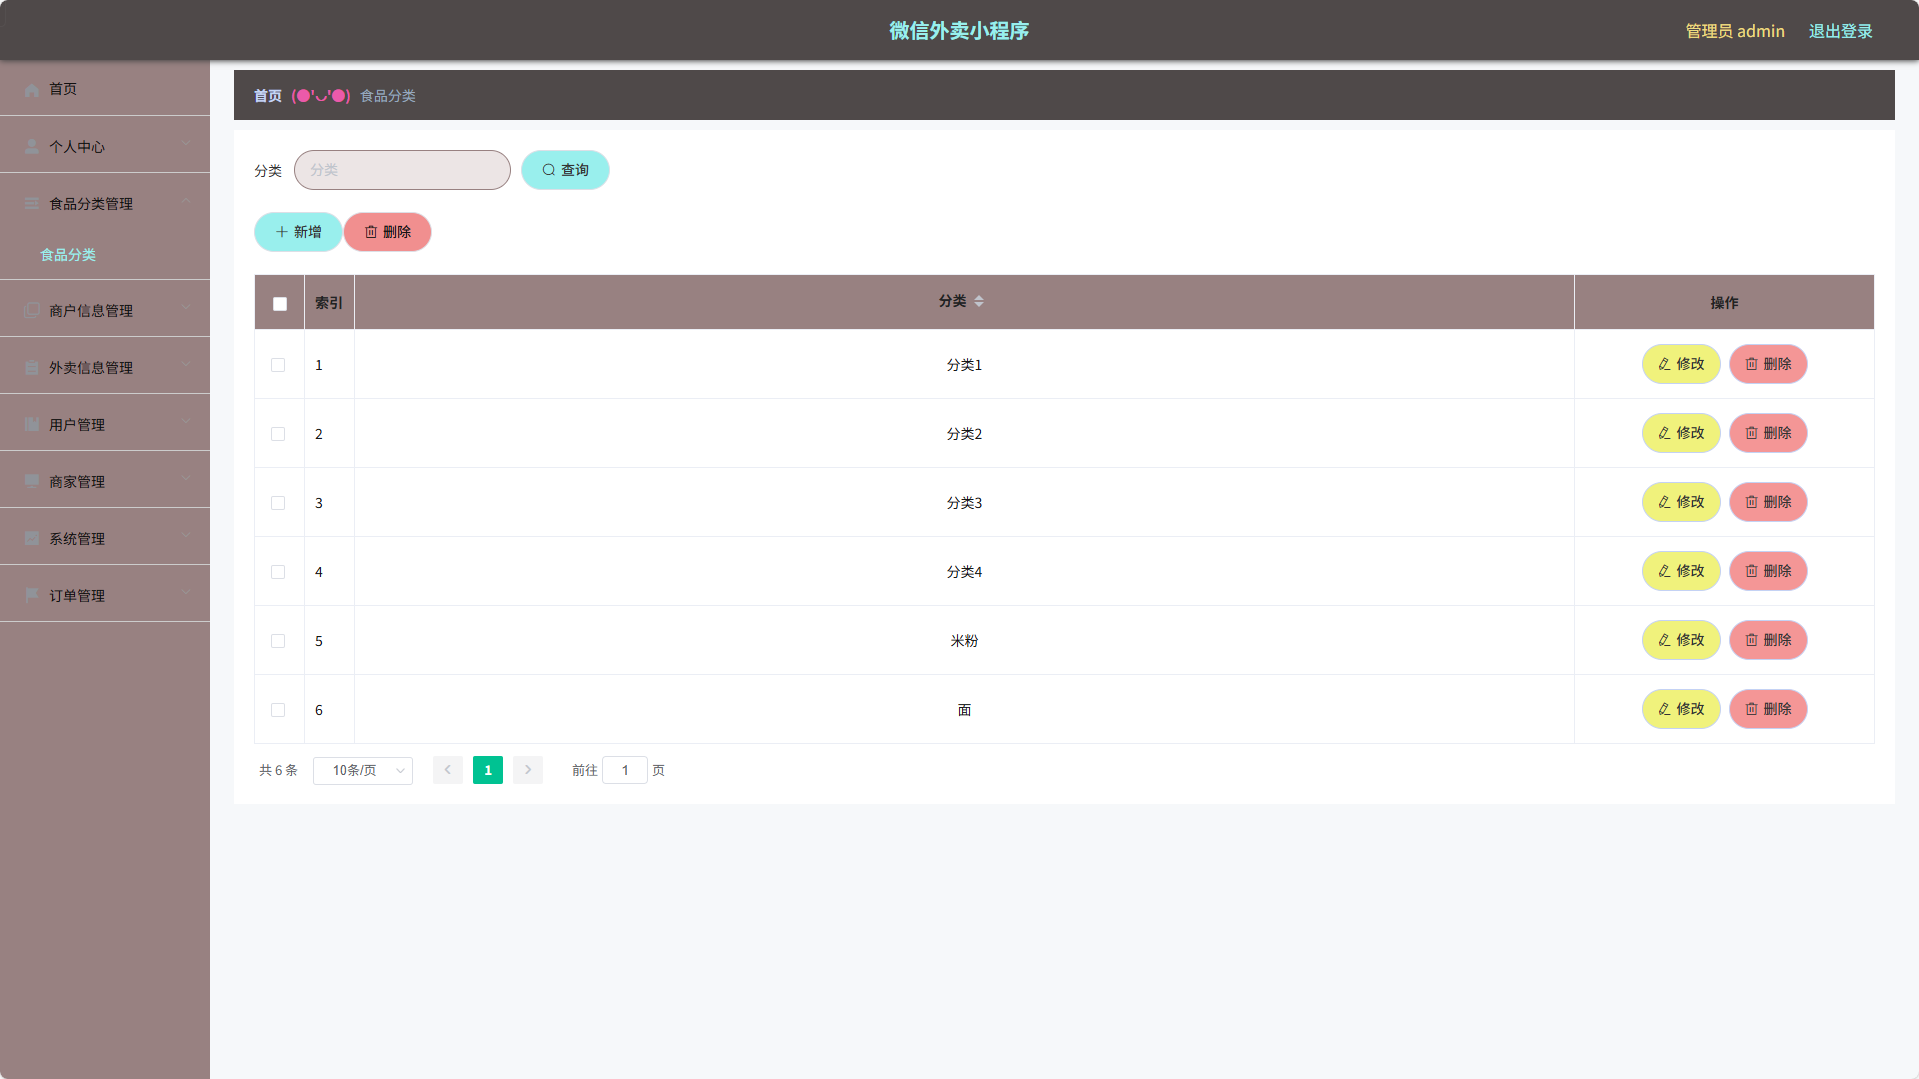 微信外卖小程序
管理员 admin
退出登录
首页
个人中心
食品分类管理
食品分类
商户信息管理
外卖信息管理
用户管理
商家管理
系统管理
订单管理
首页 (●'◡'●) 食品分类
分类 分类 查询
新增 删除
索引 分类 操作
1 分类1 修改 删除
2 分类2 修改 删除
3 分类3 修改 删除
4 分类4 修改 删除
5 米粉 修改 删除
6 面 修改 删除
共 6 条 10条/页 1 前往 1 页